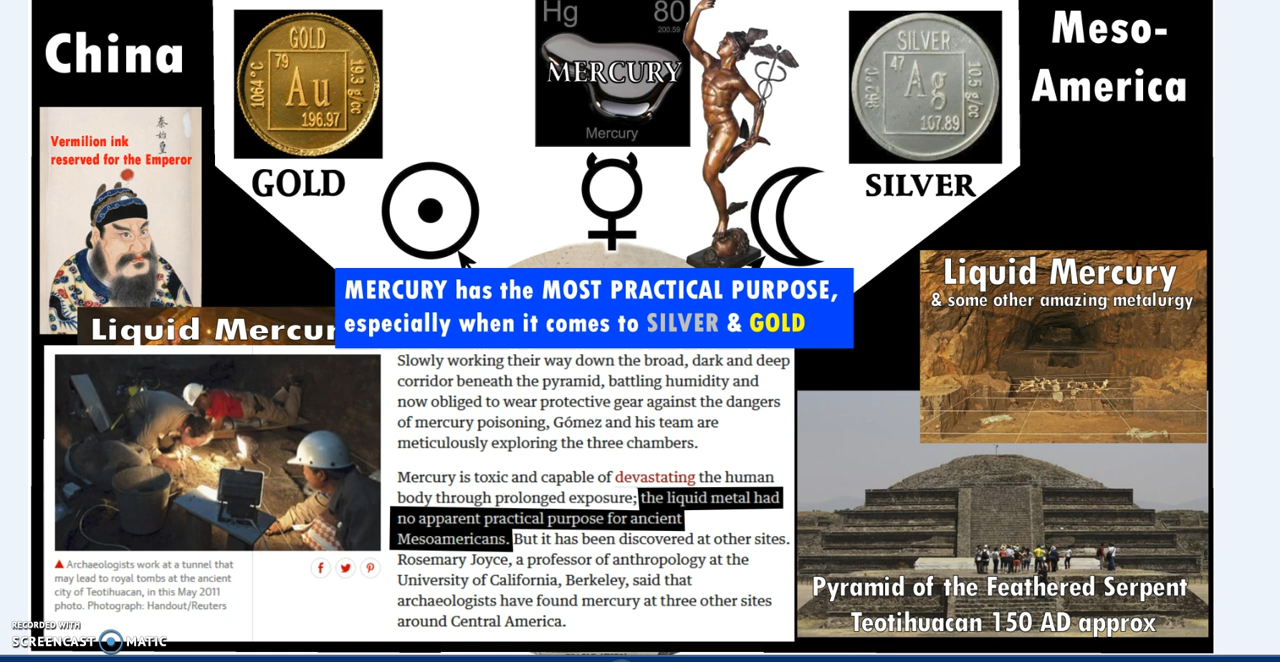 China
Vermilion ink
reserved for the Emperor
秦
始
皇
GOLD
79
Au
196.97
1064°C
19.3 g/cc
GOLD
Hg 80
200.59
MERCURY
Mercury
SILVER
47
Ag
107.89
962°C
10.5 g/cc
SILVER
Meso-
America
MERCURY has the MOST PRACTICAL PURPOSE,
especially when it comes to SILVER & GOLD
Liquid Mercur
Archaeologists work at a tunnel that
may lead to royal tombs at the ancient
city of Teotihuacan, in this May 2011
photo. Photograph: Handout/Reuters
Slowly working their way down the broad, dark and deep
corridor beneath the pyramid, battling humidity and
now obliged to wear protective gear against the dangers
of mercury poisoning, Gómez and his team are
meticulously exploring the three chambers.
Mercury is toxic and capable of devastating the human
body through prolonged exposure; the liquid metal had
no apparent practical purpose for ancient
Mesoamericans. But it has been discovered at other sites.
Rosemary Joyce, a professor of anthropology at the
University of California, Berkeley, said that
archaeologists have found mercury at three other sites
around Central America.
Liquid Mercury
& some other amazing metalurgy
Pyramid of the Feathered Serpent
Teotihuacan 150 AD approx
RECORDED WITH
SCREENCAST MATIC